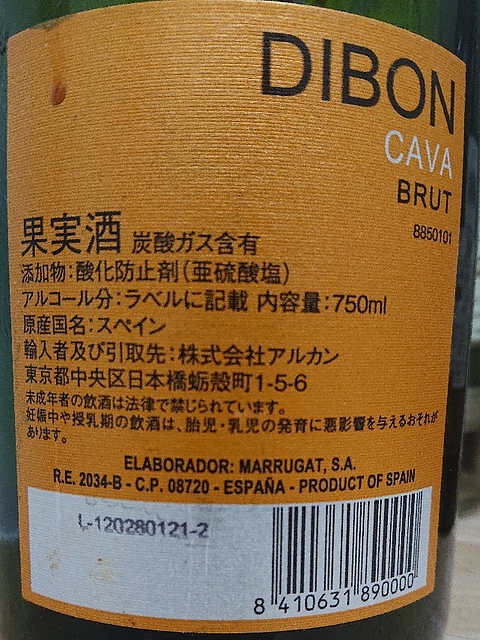 DIBON
CAVA
BRUT
8850101
果実酒 炭酸ガス含有
添加物:酸化防止剤(亜硫酸塩)
アルコール分:ラベルに記載 内容量:750ml
原産国名:スペイン
輸入者及び引取先:株式会社アルカン
東京都中央区日本橋蛎殻町1-5-6
未成年者の飲酒は法律で禁じられています。
妊娠中や授乳期の飲酒は、胎児・乳児の発育に悪影響を与えるおそれが
あります。
ELABORADOR: MARRUGAT, S.A.
R.E. 2034-B - C.P. 08720 - ESPAÑA - PRODUCT OF SPAIN
L-120280121-2
8 410631 890000